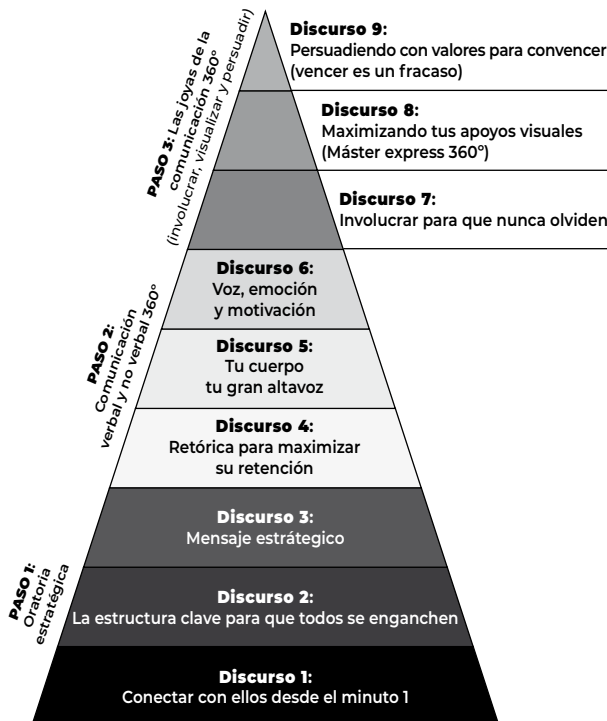 Discurso 9:
Persuadiendo con valores para convencer
(vencer es un fracaso)
Discurso 8:
Maximizando tus apoyos visuales
(Máster express 360º)
Discurso 7:
Involucrar para que nunca olviden
PASO 3: Las joyas de la
comunicación 360º
(involucrar, visualizar y persuadir)
Discurso 6:
Voz, emoción
y motivación
Discurso 5:
Tu cuerpo
tu gran altavoz
Discurso 4:
Retórica para maximizar
su retención
PASO 2:
Comunicación
verbal y no verbal 360º
Discurso 3:
Mensaje estrátegico
Discurso 2:
La estructura clave para que todos se enganchen
Discurso 1:
Conectar con ellos desde el minuto 1
PASO 1:
Oratoria
estratégica